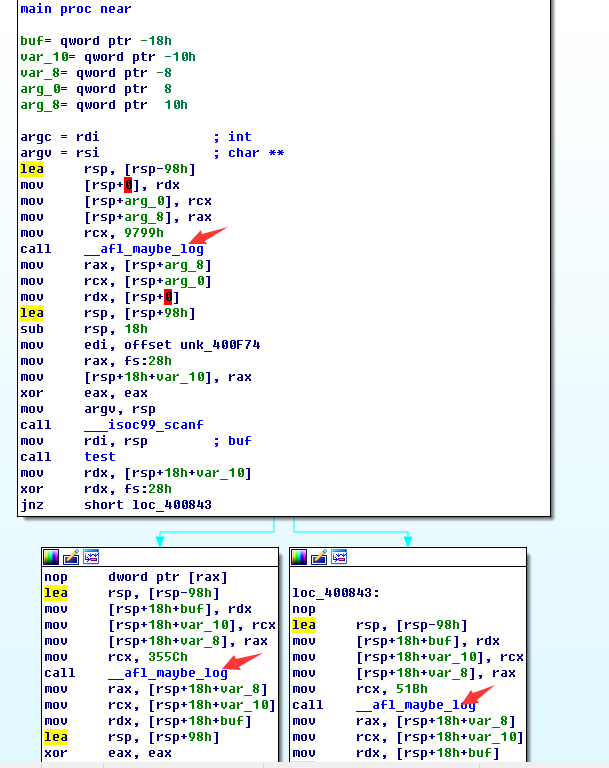 main proc near
buf= qword ptr -18h
var_10= qword ptr -10h
var_8= qword ptr -8
arg_0= qword ptr  8
arg_8= qword ptr  10h
argc = rdi ; int
argv = rsi ; char **
lea rsp, [rsp-98h]
mov [rsp+0], rdx
mov [rsp+arg_0], rcx
mov [rsp+arg_8], rax
mov rcx, 9799h
call __afl_maybe_log
mov rax, [rsp+arg_8]
mov rcx, [rsp+arg_0]
mov rdx, [rsp+0]
lea rsp, [rsp+98h]
sub rsp, 18h
mov edi, offset unk_400F74
mov rax, fs:28h
mov [rsp+18h+var_10], rax
xor eax, eax
mov argv, rsp
call ___isoc99_scanf
mov rdi, rsp ; buf
call test
mov rdx, [rsp+18h+var_10]
xor rdx, fs:28h
jnz short loc_400843
nop dword ptr [rax]
lea rsp, [rsp-98h]
mov [rsp+18h+buf], rdx
mov [rsp+18h+var_10], rcx
mov [rsp+18h+var_8], rax
mov rcx, 355Ch
call __afl_maybe_log
mov rax, [rsp+18h+var_8]
mov rcx, [rsp+18h+var_10]
mov rdx, [rsp+18h+buf]
lea rsp, [rsp+98h]
xor eax, eax
loc_400843:
nop
lea rsp, [rsp-98h]
mov [rsp+18h+buf], rdx
mov [rsp+18h+var_10], rcx
mov [rsp+18h+var_8], rax
mov rcx, 51Bh
call __afl_maybe_log
mov rax, [rsp+18h+var_8]
mov rcx, [rsp+18h+var_10]
mov rdx, [rsp+18h+buf]